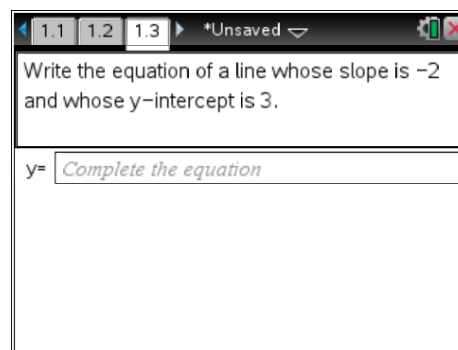 1.1 1.2 1.3 *Unsaved
Write the equation of a line whose slope is −2
and whose y−intercept is 3.
y= Complete the equation